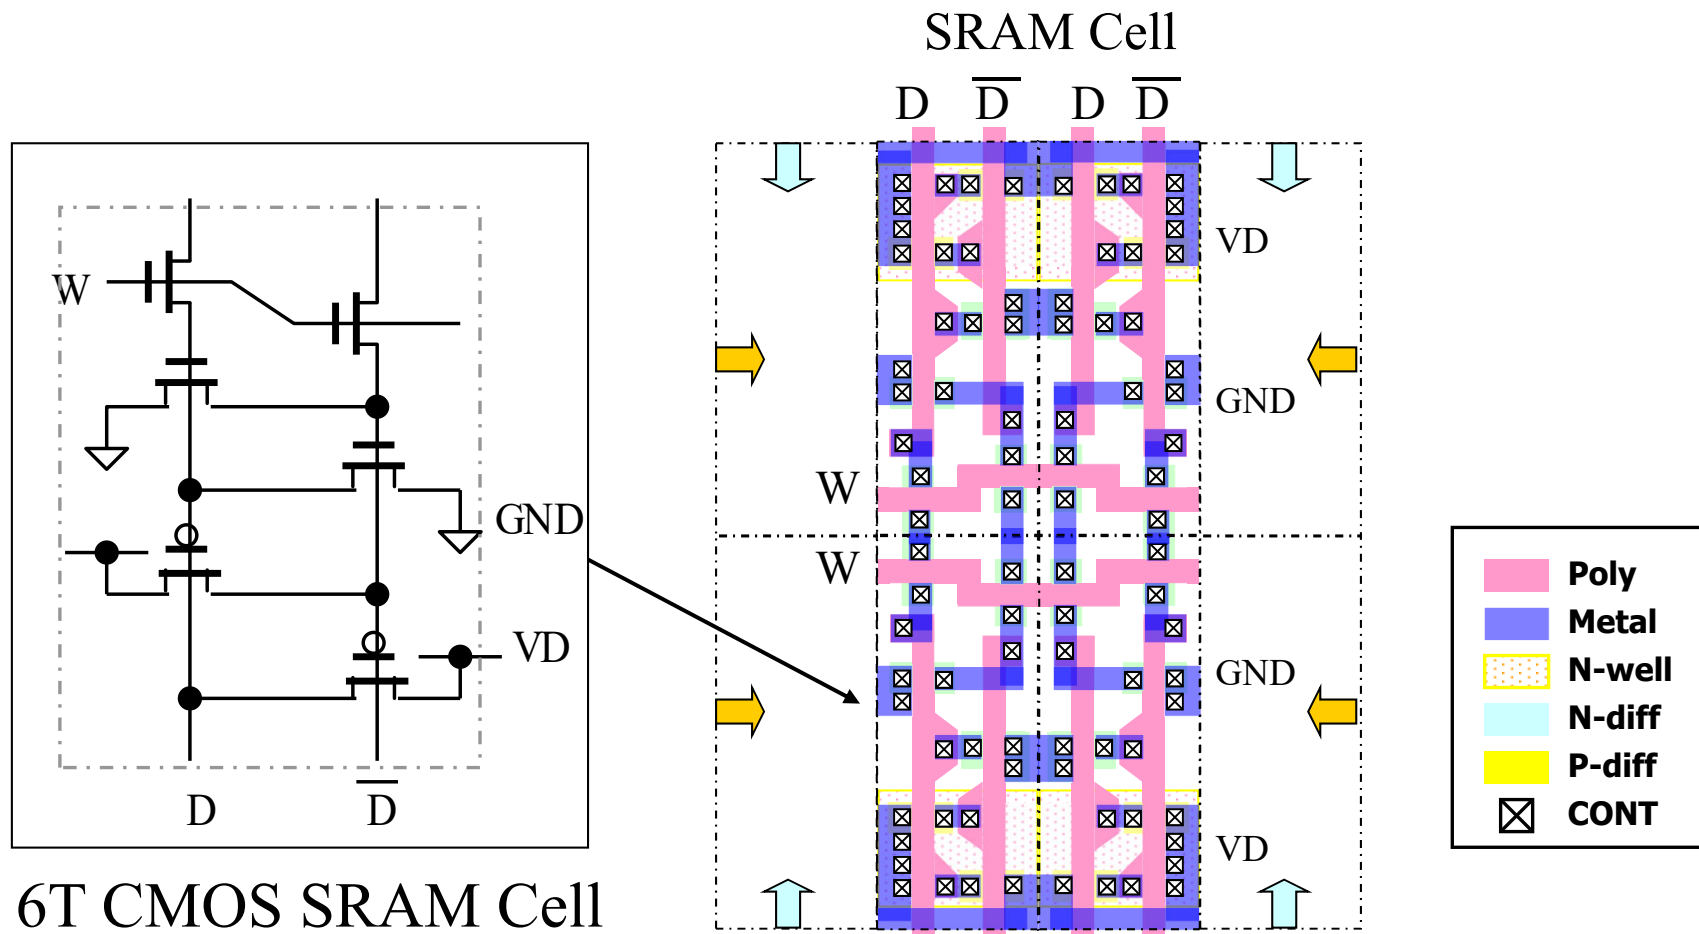 SRAM Cell
D D̅ D D̅
W
GND
VD
D D̅
6T CMOS SRAM Cell
VD
GND
W
W
GND
VD
Poly
Metal
N-well
N-diff
P-diff
CONT